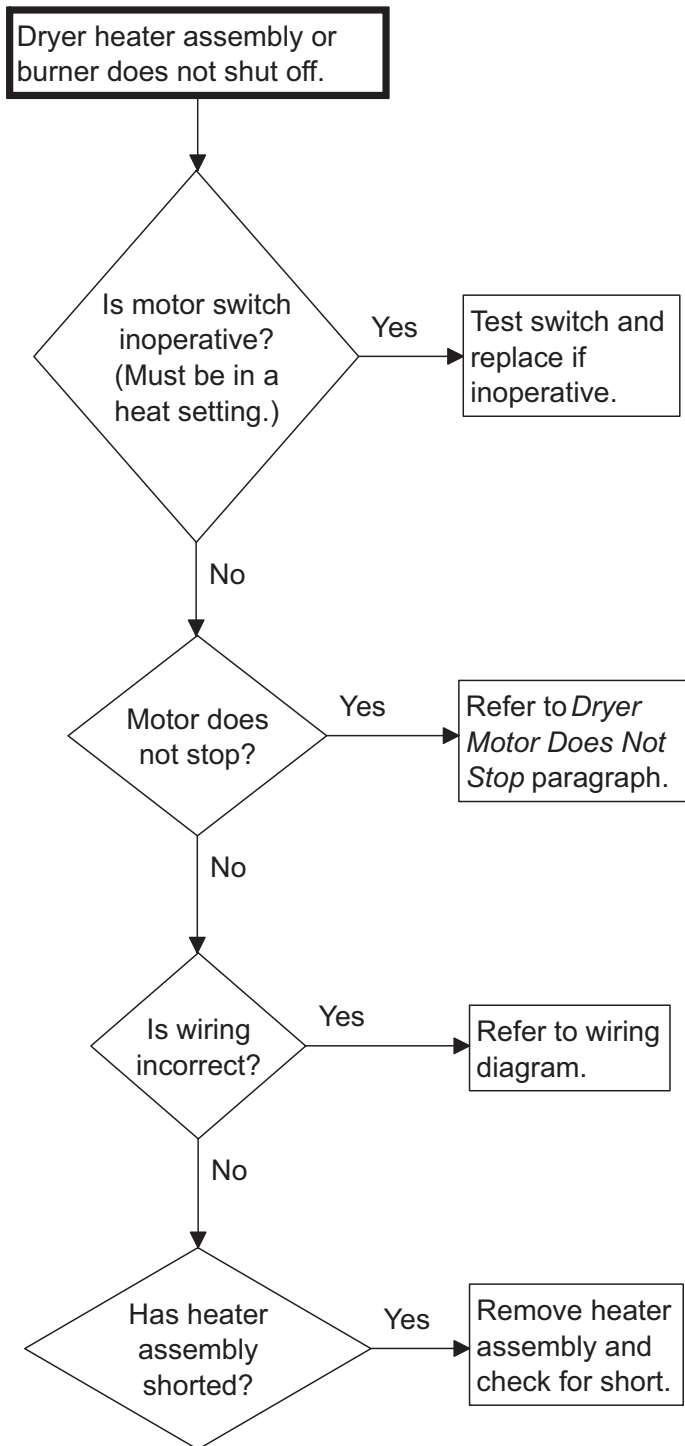 Dryer heater assembly or
burner does not shut off.
Is motor switch
inoperative?
(Must be in a
heat setting.)
Yes
Test switch and
replace if
inoperative.
No
Motor does
not stop?
Yes
Refer to Dryer
Motor Does Not
Stop paragraph.
No
Is wiring
incorrect?
Yes
Refer to wiring
diagram.
No
Has heater
assembly
shorted?
Yes
Remove heater
assembly and
check for short.